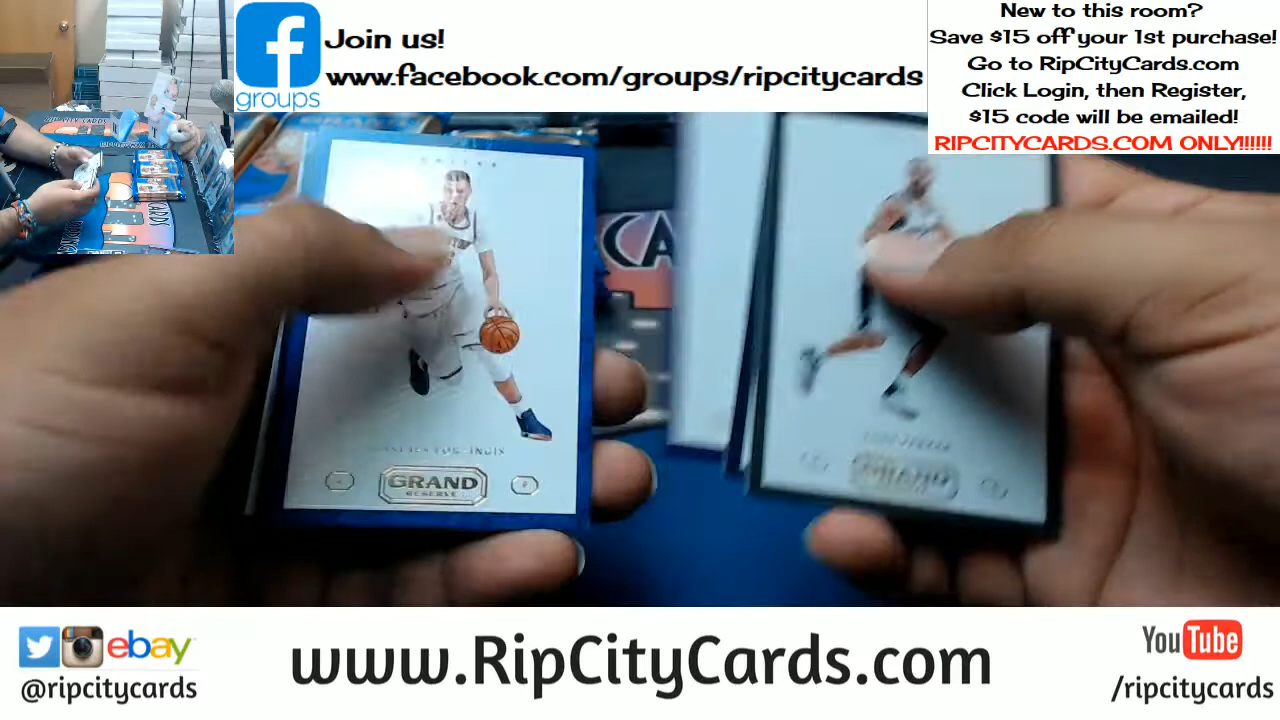 groups
Join us!
www.facebook.com/groups/ripcitycards
New to this room?
Save $15 off your 1st purchase!
Go to RipCityCards.com
Click Login, then Register,
$15 code will be emailed!
RIPCITYCARDS.COM ONLY!!!!!!
CA
GRAND
RESERVE
ebay
@ripcitycards
www.RipCityCards.com
YouTube
/ripcitycards